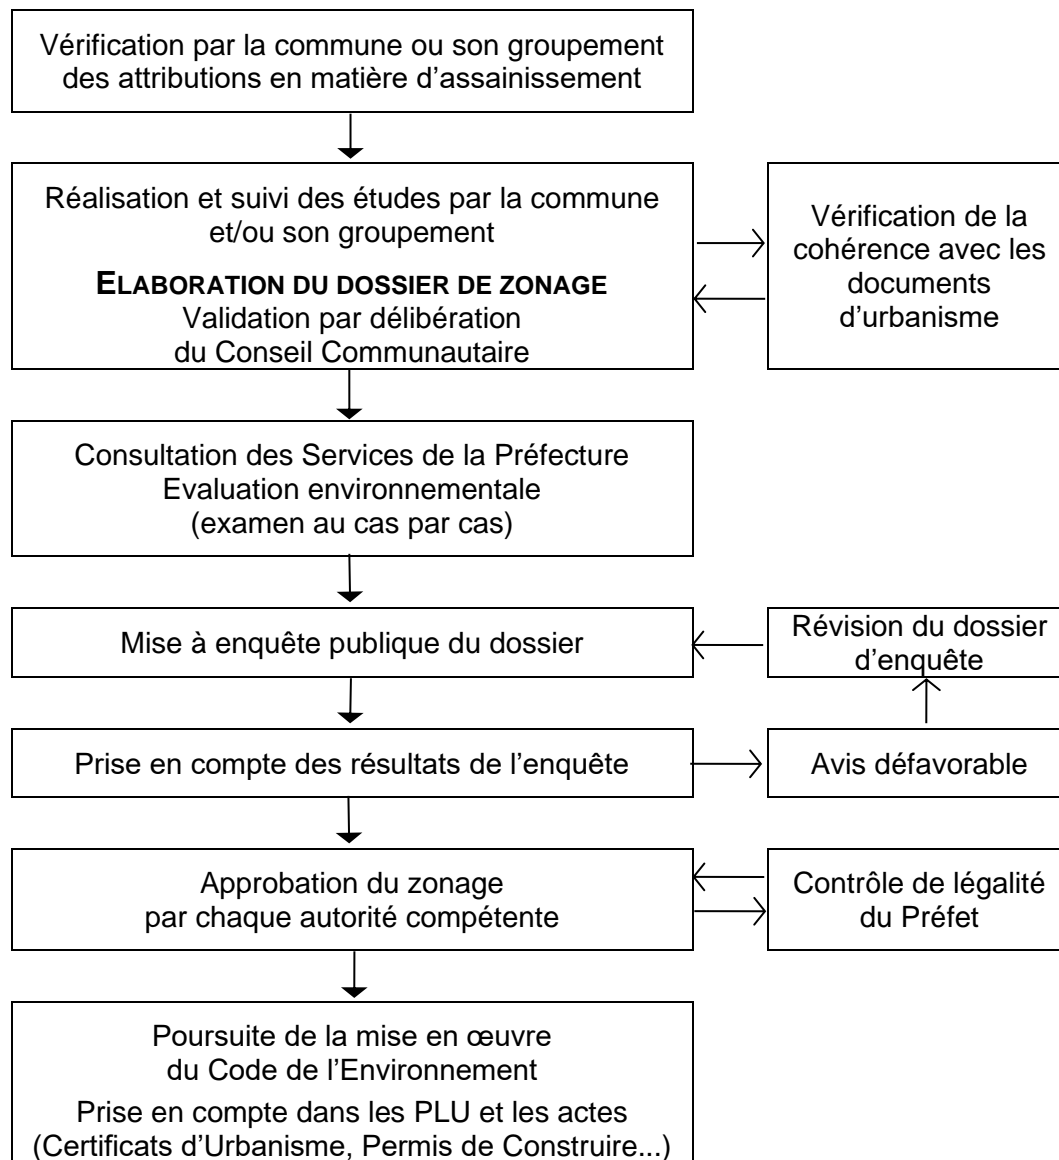 Vérification par la commune ou son groupement
des attributions en matière d'assainissement
Réalisation et suivi des études par la commune
et/ou son groupement
ELABORATION DU DOSSIER DE ZONAGE
Validation par délibération
du Conseil Communautaire
Vérification de la
cohérence avec les
documents
d'urbanisme
Consultation des Services de la Préfecture
Evaluation environnementale
(examen au cas par cas)
Mise à enquête publique du dossier
Révision du dossier
d'enquête
Prise en compte des résultats de l'enquête
Avis défavorable
Approbation du zonage
par chaque autorité compétente
Contrôle de légalité
du Préfet
Poursuite de la mise en œuvre
du Code de l'Environnement
Prise en compte dans les PLU et les actes
(Certificats d'Urbanisme, Permis de Construire...)